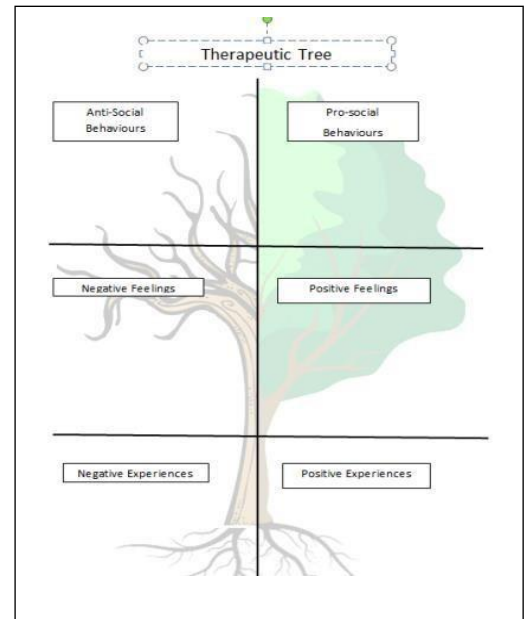 Therapeutic Tree
Anti-Social
Behaviours
Pro-social
Behaviours
Negative Feelings
Positive Feelings
Negative Experiences
Positive Experiences